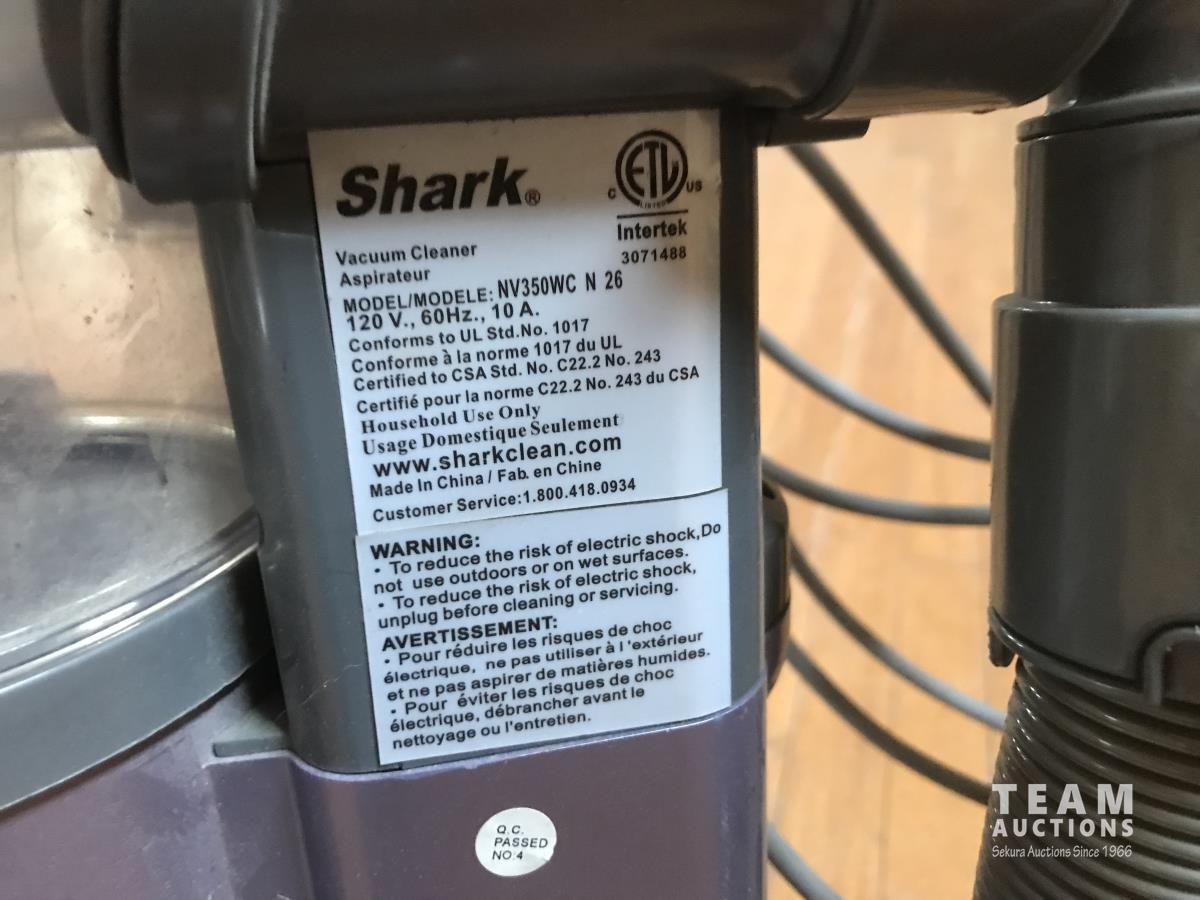 Shark®
C ETL US
LISTED
Intertek
3071488
Vacuum Cleaner
Aspirateur
MODEL/MODELE: NV350WC N 26
120 V., 60Hz., 10 A.
Conforms to UL Std.No. 1017
Conforme à la norme 1017 du UL
Certified to CSA Std. No. C22.2 No. 243
Certifié pour la norme C22.2 No. 243 du CSA
Household Use Only
Usage Domestique Seulement
www.sharkclean.com
Made In China / Fab. en Chine
Customer Service:1.800.418.0934
WARNING:
• To reduce the risk of electric shock,Do
not use outdoors or on wet surfaces.
• To reduce the risk of electric shock,
unplug before cleaning or servicing.
AVERTISSEMENT:
• Pour réduire les risques de choc
électrique, ne pas utiliser à l'extérieur
et ne pas aspirer de matières humides.
• Pour éviter les risques de choc
électrique, débrancher avant le
nettoyage ou l'entretien.
Q.C.
PASSED
NO:4
TEAM
AUCTIONS
Sekura Auctions Since 1966